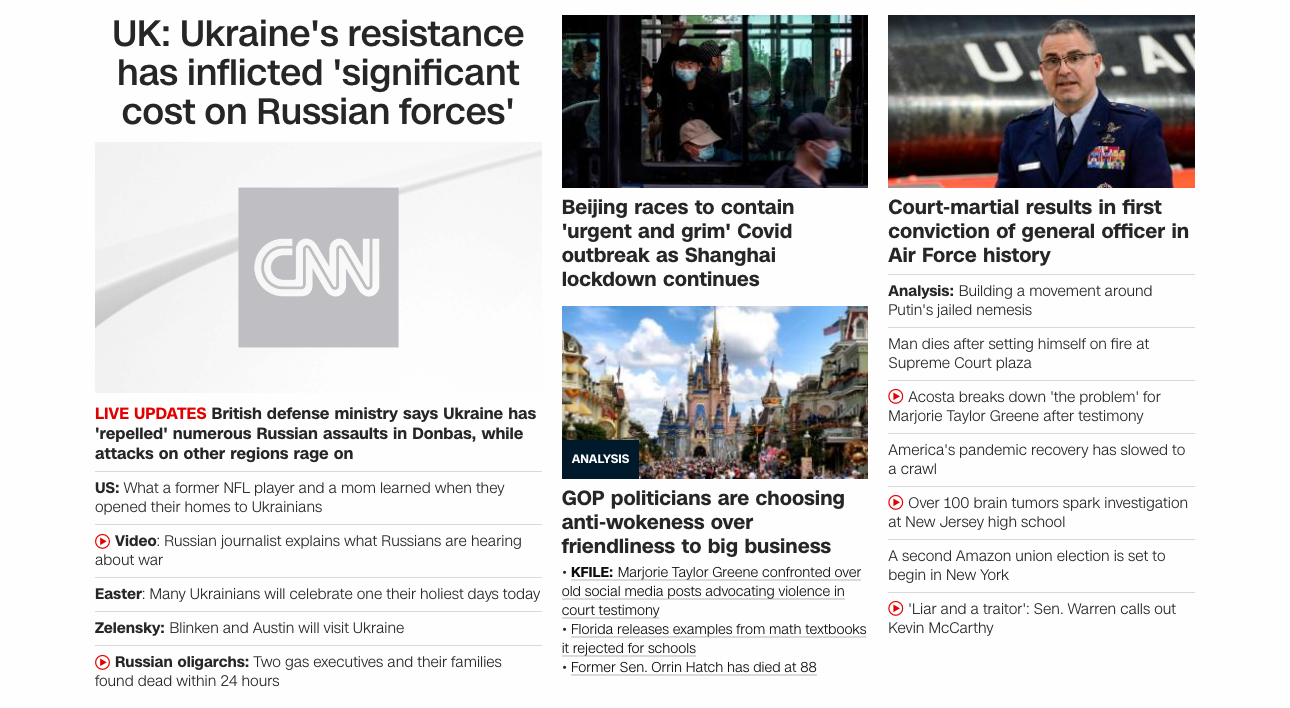 UK: Ukraine's resistance
has inflicted 'significant
cost on Russian forces'
CNN
LIVE UPDATES British defense ministry says Ukraine has
'repelled' numerous Russian assaults in Donbas, while
attacks on other regions rage on
US: What a former NFL player and a mom learned when they
opened their homes to Ukrainians
Video: Russian journalist explains what Russians are hearing
about war
Easter: Many Ukrainians will celebrate one their holiest days today
Zelensky: Blinken and Austin will visit Ukraine
Russian oligarchs: Two gas executives and their families
found dead within 24 hours
Beijing races to contain
'urgent and grim' Covid
outbreak as Shanghai
lockdown continues
ANALYSIS
GOP politicians are choosing
anti-wokeness over
friendliness to big business
• KFILE: Marjorie Taylor Greene confronted over
old social media posts advocating violence in
court testimony
• Florida releases examples from math textbooks
it rejected for schools
• Former Sen. Orrin Hatch has died at 88
U.S. AI
Court-martial results in first
conviction of general officer in
Air Force history
Analysis: Building a movement around
Putin's jailed nemesis
Man dies after setting himself on fire at
Supreme Court plaza
Acosta breaks down 'the problem' for
Marjorie Taylor Greene after testimony
America's pandemic recovery has slowed to
a crawl
Over 100 brain tumors spark investigation
at New Jersey high school
A second Amazon union election is set to
begin in New York
'Liar and a traitor': Sen. Warren calls out
Kevin McCarthy